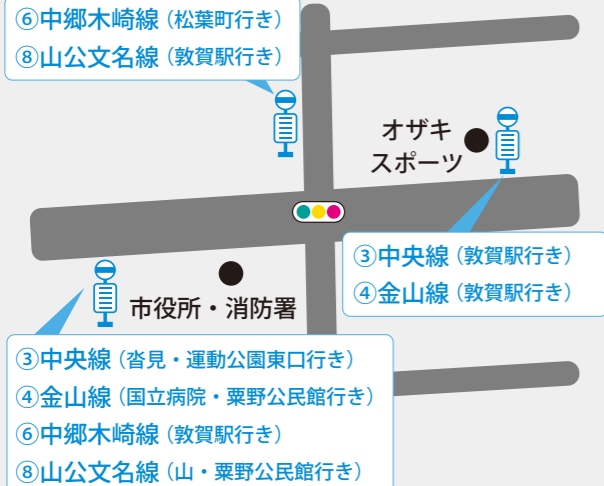 ⑥中郷木崎線（松葉町行き）
⑧山公文名線（敦賀駅行き）
オザキ
スポーツ
③中央線（敦賀駅行き）
④金山線（敦賀駅行き）
市役所・消防署
③中央線（沓見・運動公園東口行き）
④金山線（国立病院・粟野公民館行き）
⑥中郷木崎線（敦賀駅行き）
⑧山公文名線（山・粟野公民館行き）